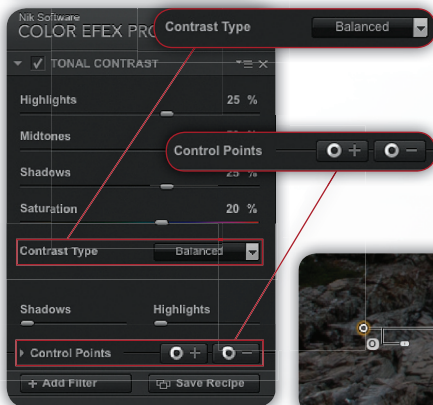 Nik Software
COLOR EFEX PRO
Contrast Type Balanced
TONAL CONTRAST
Highlights 25 %
Midtones %
Control Points
Shadows 25 %
Saturation 20 %
Contrast Type Balanced
Shadows Highlights
Control Points
+ Add Filter Save Recipe